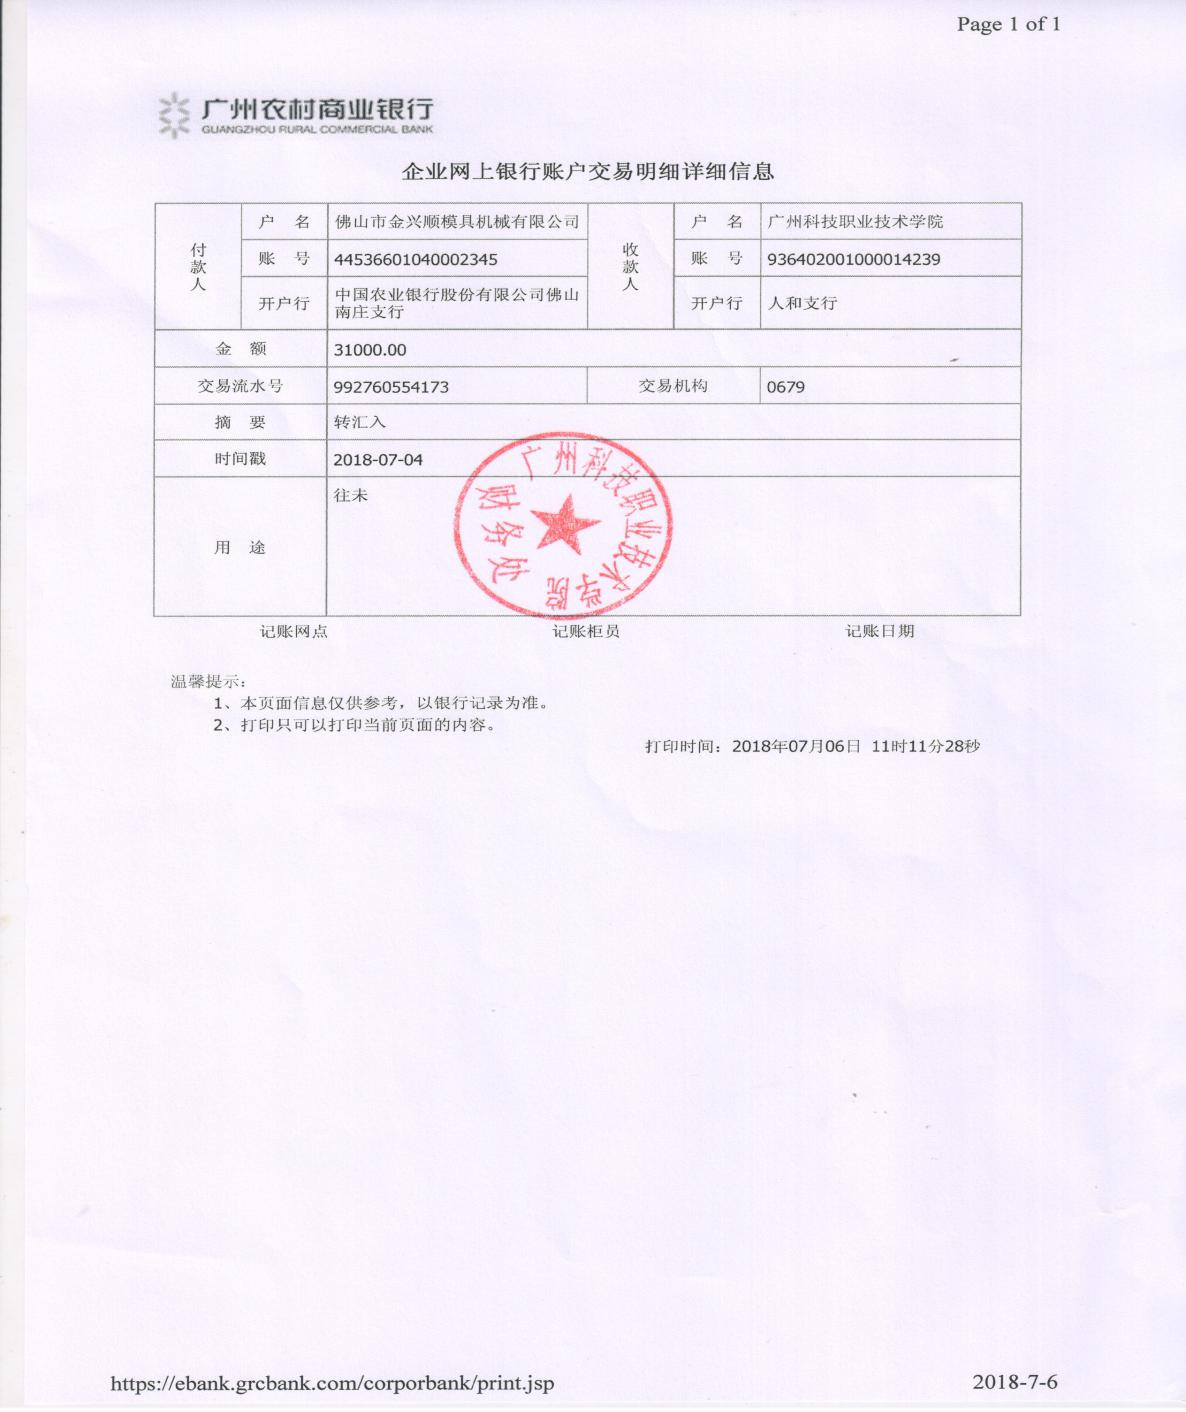 Page 1 of 1
广州农村商业银行
GUANGZHOU RURAL COMMERCIAL BANK
企业网上银行账户交易明细详细信息
付款人
户 名 佛山市金兴顺模具机械有限公司
账 号 44536601040002345
开户行 中国农业银行股份有限公司佛山
南庄支行
收款人
户 名 广州科技职业技术学院
账 号 936402001000014239
开户行 人和支行
金 额 31000.00
交易流水号 992760554173 交易机构 0679
摘 要 转汇入
时间戳 2018-07-04
用 途 往未
广州科技职业技术学院
财务处
记账网点 记账柜员 记账日期
温馨提示:
1、本页面信息仅供参考，以银行记录为准。
2、打印只可以打印当前页面的内容。
打印时间：2018年07月06日 11时11分28秒
https://ebank.grcbank.com/corporbank/print.jsp 2018-7-6